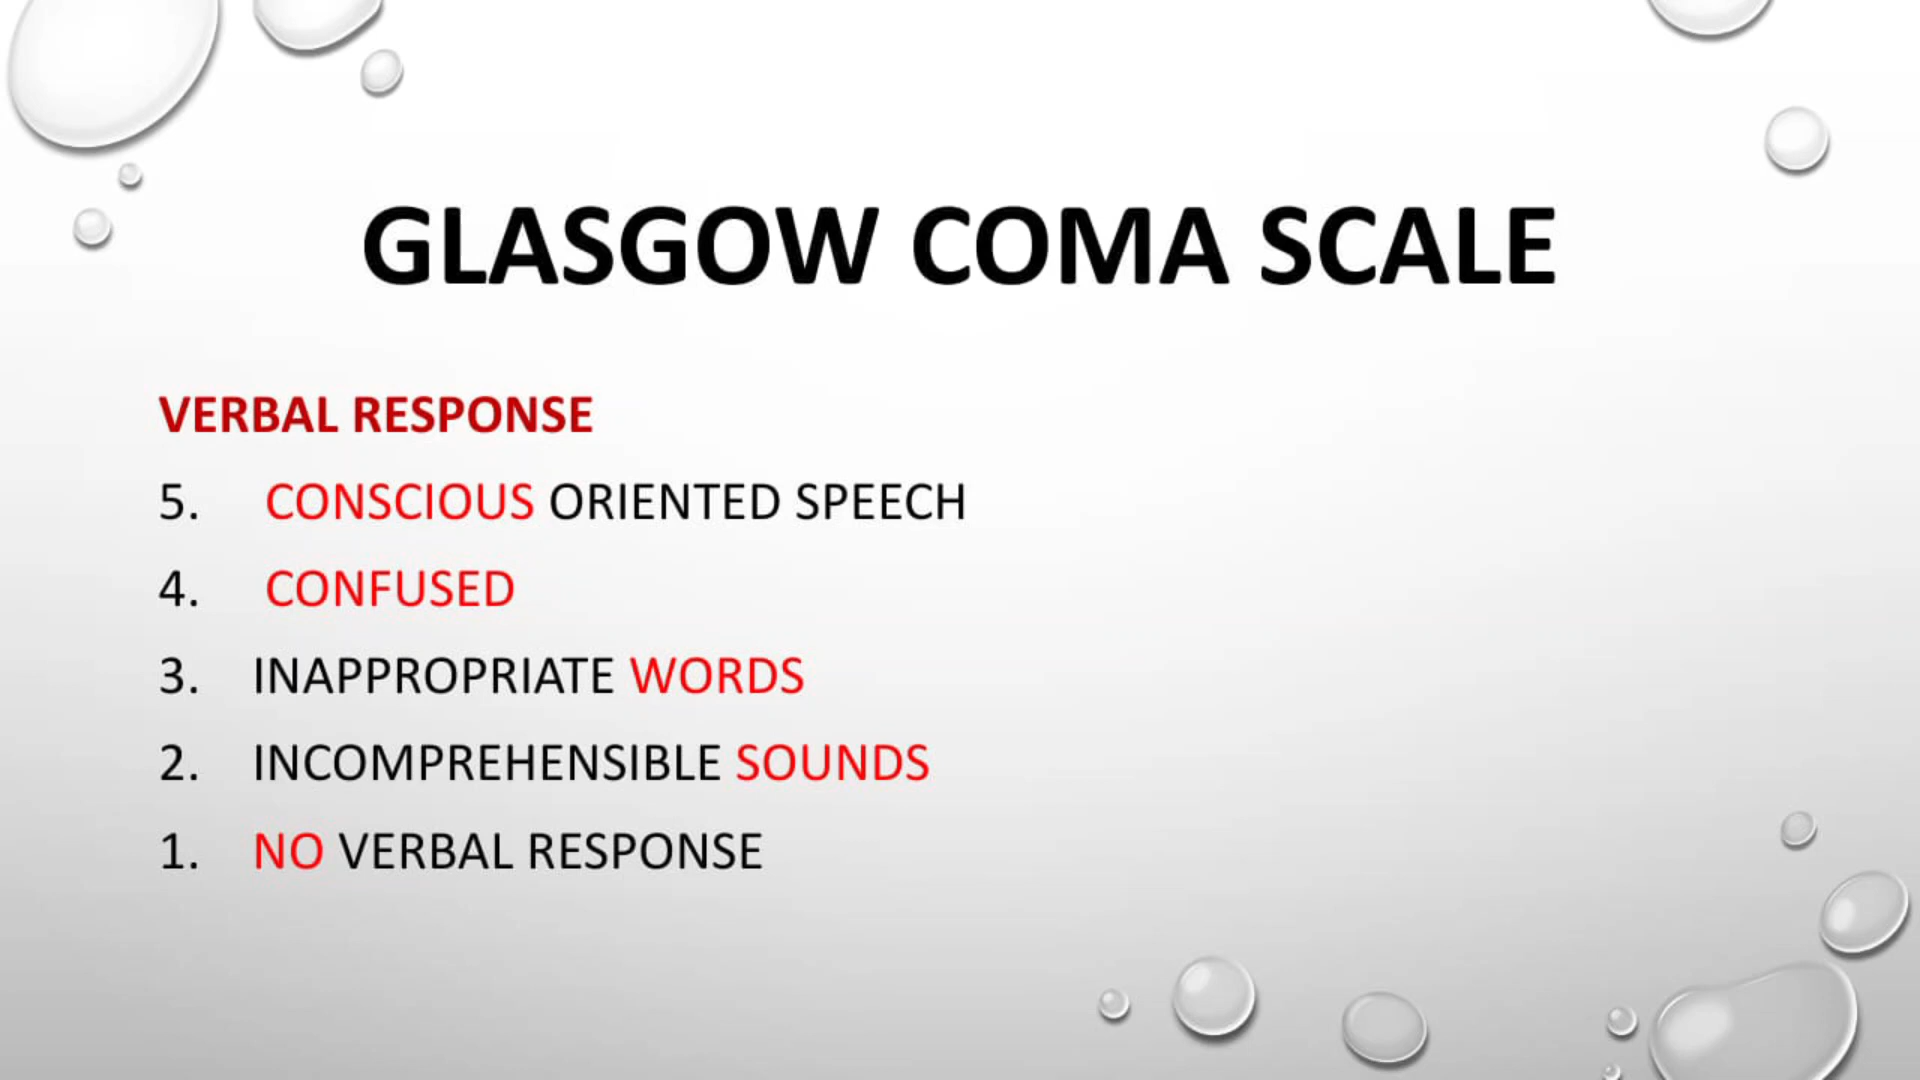 GLASGOW COMA SCALE
VERBAL RESPONSE
5. CONSCIOUS ORIENTED SPEECH
4. CONFUSED
3. INAPPROPRIATE WORDS
2. INCOMPREHENSIBLE SOUNDS
1. NO VERBAL RESPONSE